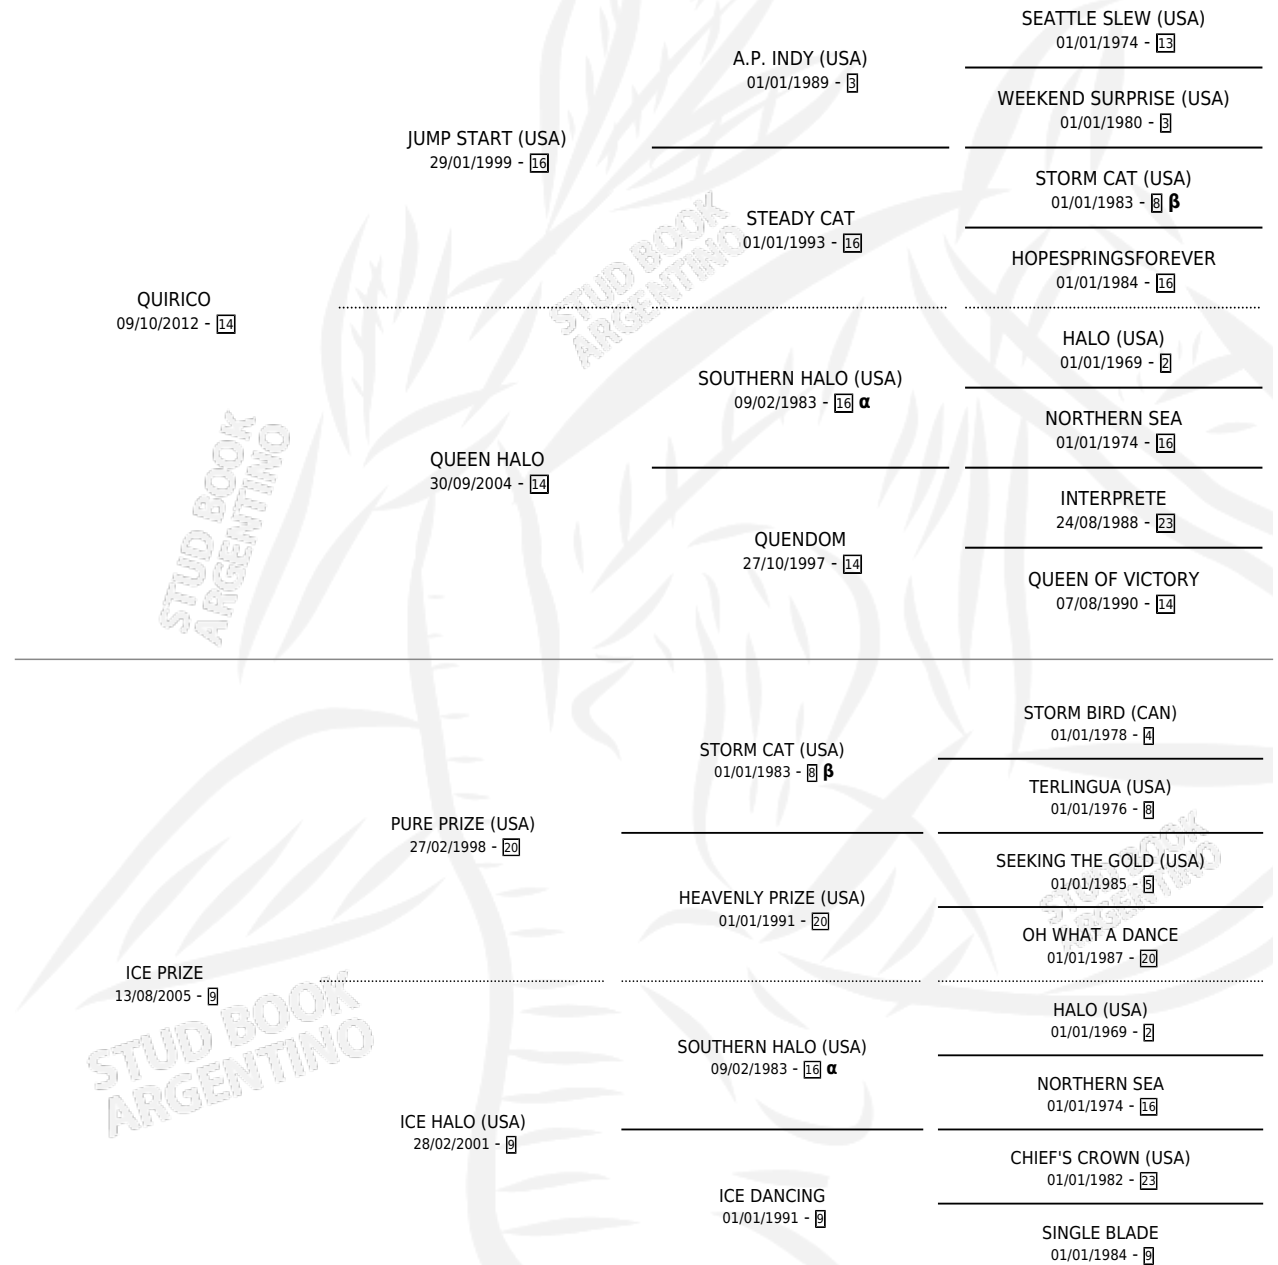 SEATTLE SLEW (USA)
01/01/1974 - 13
A.P. INDY (USA)
01/01/1989 - 3
WEEKEND SURPRISE (USA)
01/01/1980 - 3
JUMP START (USA)
29/01/1999 - 16
STORM CAT (USA)
01/01/1983 - 8 β
STEADY CAT
01/01/1993 - 16
HOPESPRINGSFOREVER
01/01/1984 - 16
QUIRICO
09/10/2012 - 14
HALO (USA)
01/01/1969 - 2
SOUTHERN HALO (USA)
09/02/1983 - 16 α
NORTHERN SEA
01/01/1974 - 16
QUEEN HALO
30/09/2004 - 14
INTERPRETE
24/08/1988 - 23
QUENDOM
27/10/1997 - 14
QUEEN OF VICTORY
07/08/1990 - 14
STUD BOOK
ARGENTINO
STUD BOOK
ARGENTINO
STORM BIRD (CAN)
01/01/1978 - 4
STORM CAT (USA)
01/01/1983 - 8 β
TERLINGUA (USA)
01/01/1976 - 8
PURE PRIZE (USA)
27/02/1998 - 20
SEEKING THE GOLD (USA)
01/01/1985 - 5
HEAVENLY PRIZE (USA)
01/01/1991 - 20
OH WHAT A DANCE
01/01/1987 - 20
ICE PRIZE
13/08/2005 - 9
HALO (USA)
01/01/1969 - 2
SOUTHERN HALO (USA)
09/02/1983 - 16 α
NORTHERN SEA
01/01/1974 - 16
ICE HALO (USA)
28/02/2001 - 9
CHIEF'S CROWN (USA)
01/01/1982 - 23
ICE DANCING
01/01/1991 - 9
SINGLE BLADE
01/01/1984 - 9
STUD BOOK
ARGENTINO
STUD BOOK
ARGENTINO